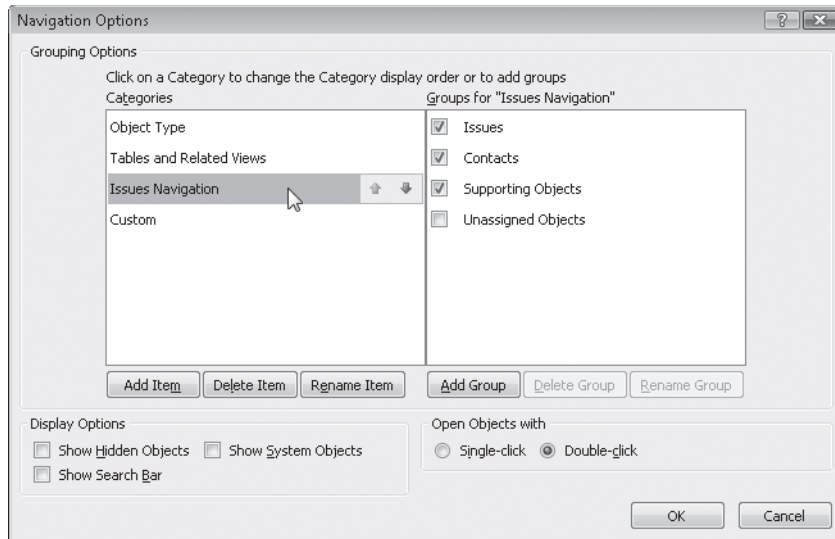 Navigation Options
Grouping Options
Click on a Category to change the Category display order or to add groups
Categories
Groups for "Issues Navigation"
Object Type
Tables and Related Views
Issues Navigation
Custom
Issues
Contacts
Supporting Objects
Unassigned Objects
Add Item
Delete Item
Rename Item
Add Group
Delete Group
Rename Group
Display Options
Show Hidden Objects
Show System Objects
Show Search Bar
Open Objects with
Single-click
Double-click
OK
Cancel